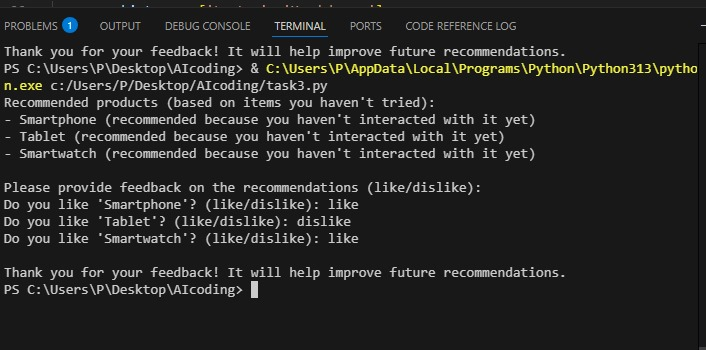 PROBLEMS 1 OUTPUT DEBUG CONSOLE TERMINAL PORTS CODE REFERENCE LOG
Thank you for your feedback! It will help improve future recommendations.
PS C:\Users\P\Desktop\AIcoding> & C:\Users\P\AppData\Local\Programs\Python\Python313\pytho
n.exe c:/Users/P/Desktop/AIcoding/task3.py
Recommended products (based on items you haven't tried):
- Smartphone (recommended because you haven't interacted with it yet)
- Tablet (recommended because you haven't interacted with it yet)
- Smartwatch (recommended because you haven't interacted with it yet)
Please provide feedback on the recommendations (like/dislike):
Do you like 'Smartphone'? (like/dislike): like
Do you like 'Tablet'? (like/dislike): dislike
Do you like 'Smartwatch'? (like/dislike): like
Thank you for your feedback! It will help improve future recommendations.
PS C:\Users\P\Desktop\AIcoding>